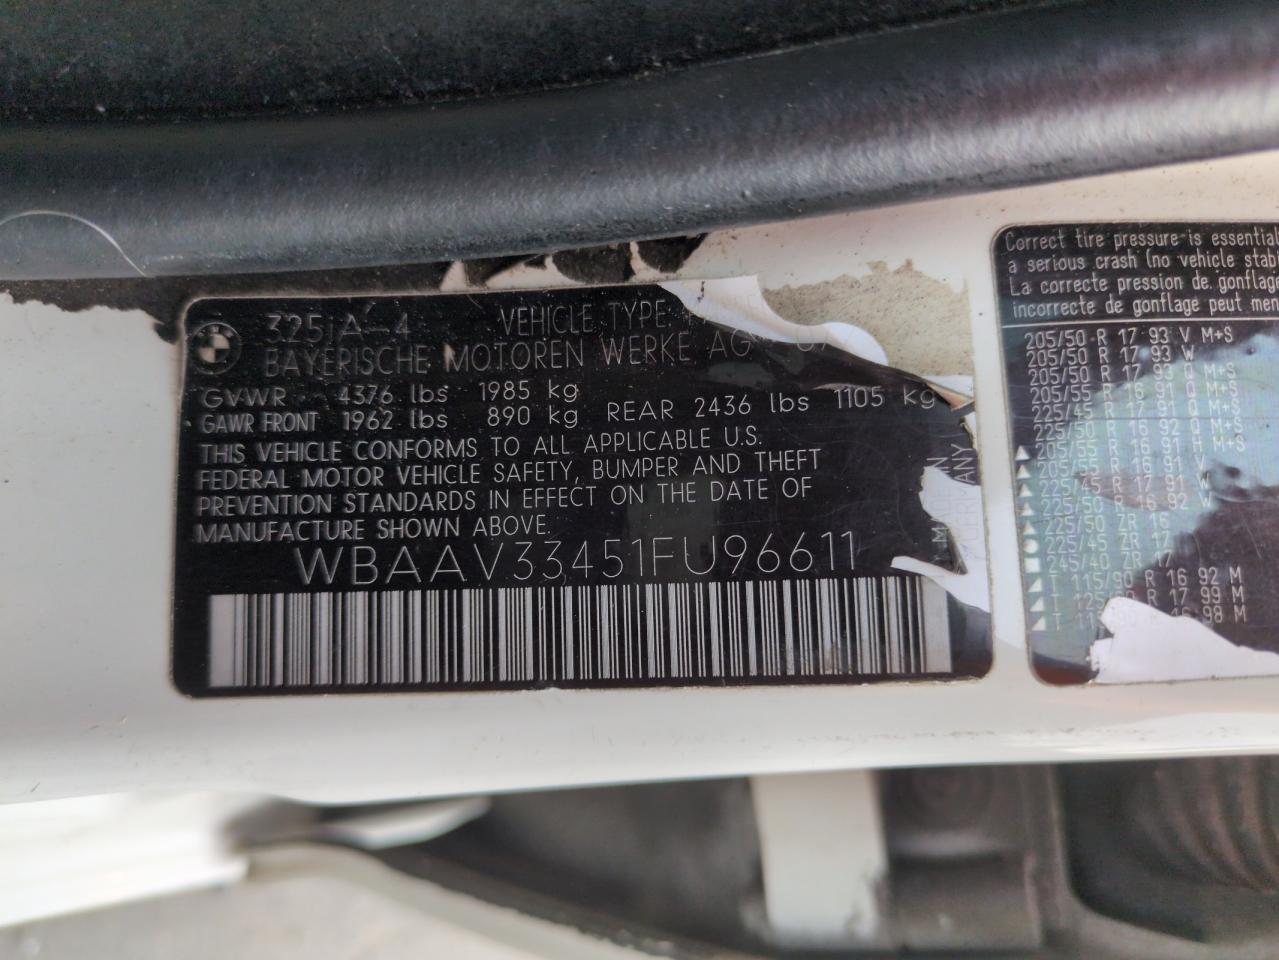 325iA-4 VEHICLE TYPE
BAYERISCHE MOTOREN WERKE AG
GVWR 4376 lbs 1985 kg
GAWR FRONT 1962 lbs 890 kg REAR 2436 lbs 1105 kg
THIS VEHICLE CONFORMS TO ALL APPLICABLE U.S.
FEDERAL MOTOR VEHICLE SAFETY, BUMPER AND THEFT
PREVENTION STANDARDS IN EFFECT ON THE DATE OF
MANUFACTURE SHOWN ABOVE.
WBAAV33451FU96611
GERMANY
Correct tire pressure is essential
a serious crash (no vehicle stabi
La correcte pression de gonflage
incorrecte de gonflage peut men
205/50 R 17 93 V M+S
205/50 R 17 93 W
205/50 R 17 93 Q M+S
205/55 R 16 91 Q M+S
225/45 R 17 91 Q M+S
225/50 R 16 92 Q M+S
205/55 R 16 91 H M+S
205/55 R 16 91 V
225/45 R 17 91 W
225/50 R 16 92 W
225/50 ZR 16
225/45 ZR 17
245/40 ZR 17
T 115/90 R 16 92 M
R 17 99 M
98 M